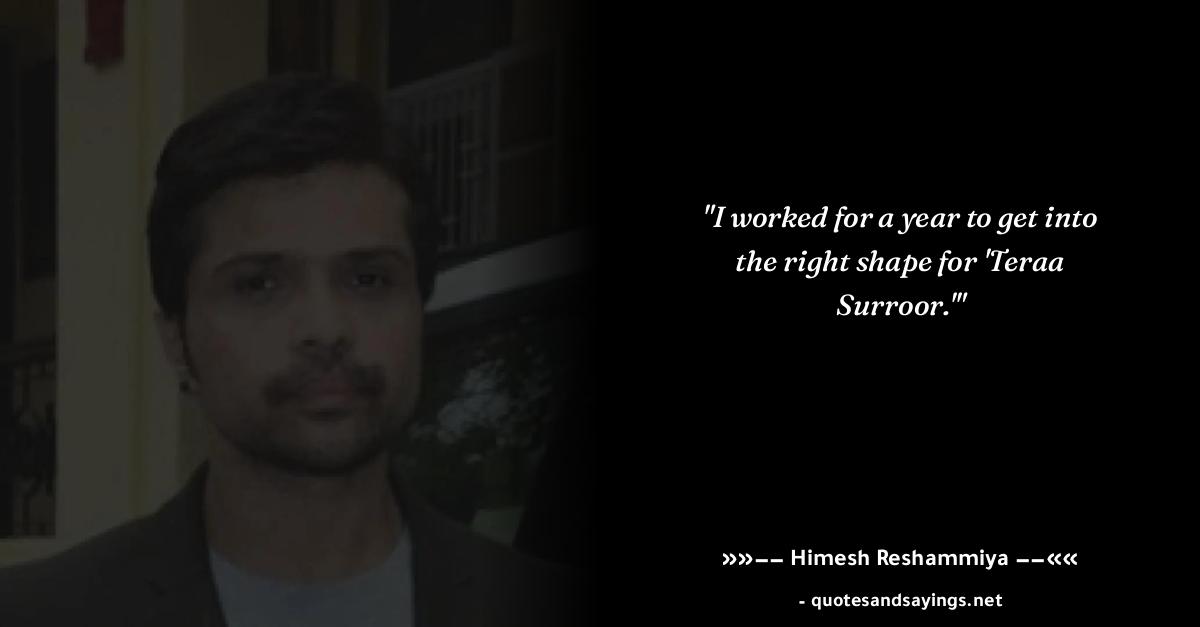 "I worked for a year to get into
the right shape for 'Teraa
Surroor.'"
»»−− Himesh Reshammiya −−««
- quotesandsayings.net